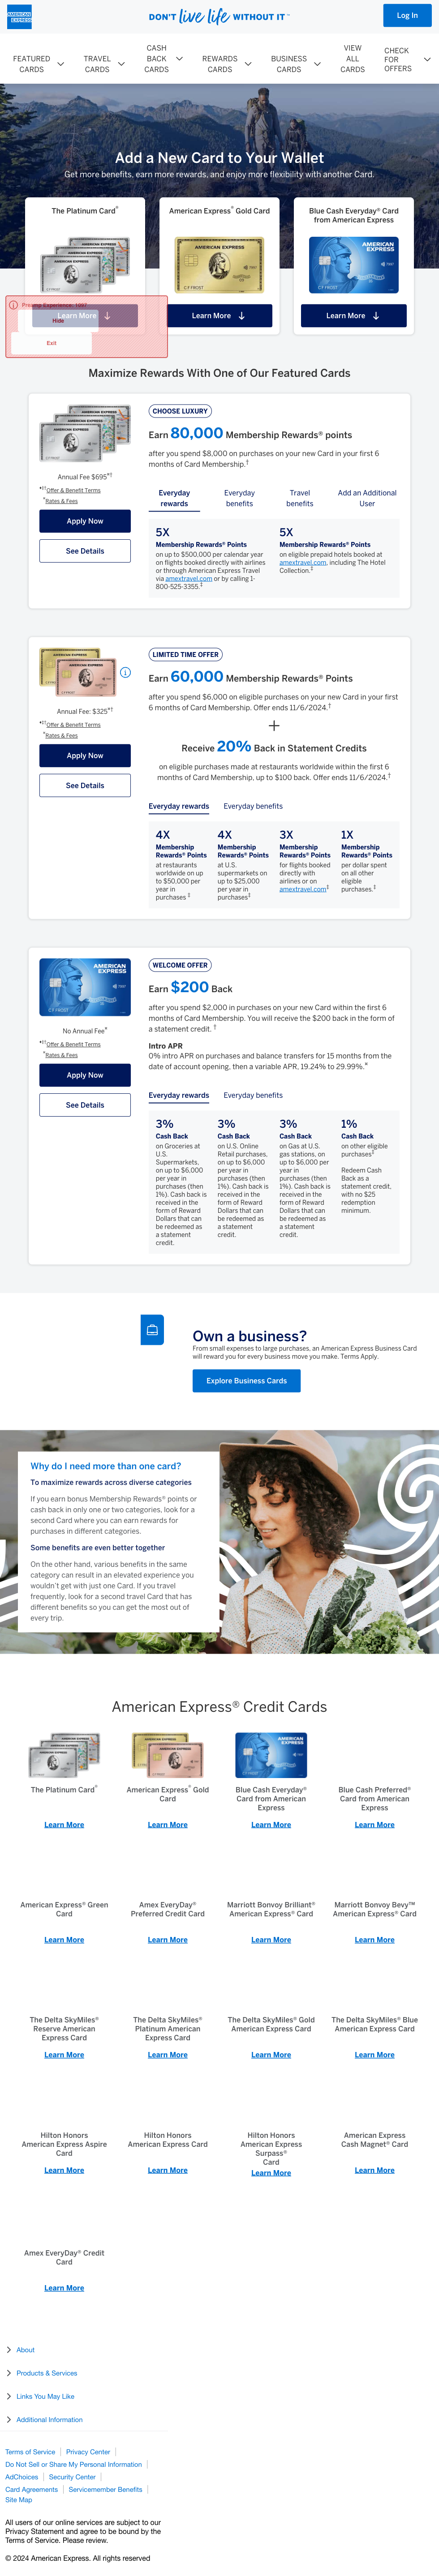 AMERICAN EXPRESS
DON'T live life WITHOUT IT™
Log In
FEATURED CARDS
TRAVEL CARDS
CASH BACK CARDS
REWARDS CARDS
BUSINESS CARDS
VIEW ALL CARDS
CHECK FOR OFFERS
Add a New Card to Your Wallet
Get more benefits, earn more rewards, and enjoy more flexibility with another Card.
The Platinum Card®
Learn More
American Express® Gold Card
Learn More
Blue Cash Everyday® Card
from American Express
Learn More
Hide
Exit
Maximize Rewards With One of Our Featured Cards
Annual Fee $695¤†
*‡†Offer & Benefit Terms
¤Rates & Fees
Apply Now
See Details
CHOOSE LUXURY
Earn 80,000 Membership Rewards® points
after you spend $8,000 on purchases on your new Card in your first 6
months of Card Membership.†
Everyday rewards
Everyday benefits
Travel benefits
Add an Additional User
5X
Membership Rewards® Points
on up to $500,000 per calendar year
on flights booked directly with airlines
or through American Express Travel
via amextravel.com or by calling 1-
800-525-3355.‡
5X
Membership Rewards® Points
on eligible prepaid hotels booked at
amextravel.com, including The Hotel
Collection.‡
Annual Fee: $325¤†
*‡†Offer & Benefit Terms
¤Rates & Fees
Apply Now
See Details
LIMITED TIME OFFER
Earn 60,000 Membership Rewards® Points
after you spend $6,000 on eligible purchases on your new Card in your first
6 months of Card Membership. Offer ends 11/6/2024.†
+
Receive 20% Back in Statement Credits
on eligible purchases made at restaurants worldwide within the first 6
months of Card Membership, up to $100 back. Offer ends 11/6/2024.†
Everyday rewards
Everyday benefits
4X
Membership
Rewards® Points
at restaurants
worldwide on up
to $50,000 per
year in
purchases ‡
4X
Membership
Rewards® Points
at U.S.
supermarkets on
up to $25,000
per year in
purchases‡
3X
Membership
Rewards® Points
for flights booked
directly with
airlines or on
amextravel.com‡
1X
Membership
Rewards® Points
per dollar spent
on all other
eligible
purchases.‡
No Annual Fee¤
*‡†Offer & Benefit Terms
¤Rates & Fees
Apply Now
See Details
WELCOME OFFER
Earn $200 Back
after you spend $2,000 in purchases on your new Card within the first 6
months of Card Membership. You will receive the $200 back in the form of
a statement credit. †
Intro APR
0% intro APR on purchases and balance transfers for 15 months from the
date of account opening, then a variable APR, 19.24% to 29.99%.¤
Everyday rewards
Everyday benefits
3%
Cash Back
on Groceries at
U.S.
Supermarkets,
on up to $6,000
per year in
purchases (then
1%). Cash back is
received in the
form of Reward
Dollars that can
be redeemed as
a statement
credit.
3%
Cash Back
on U.S. Online
Retail purchases,
on up to $6,000
per year in
purchases (then
1%). Cash back is
received in the
form of Reward
Dollars that can
be redeemed as
a statement
credit.
3%
Cash Back
on Gas at U.S.
gas stations, on
up to $6,000 per
year in
purchases (then
1%). Cash back is
received in the
form of Reward
Dollars that can
be redeemed as
a statement
credit.
1%
Cash Back
on other eligible
purchases‡
Redeem Cash
Back as a
statement credit,
with no $25
redemption
minimum.
Own a business?
From small expenses to large purchases, an American Express Business Card
will reward you for every business move you make. Terms Apply.
Explore Business Cards
Why do I need more than one card?
To maximize rewards across diverse categories
If you earn bonus Membership Rewards® points or
cash back in only one or two categories, look for a
second Card where you can earn rewards for
purchases in different categories.
Some benefits are even better together
On the other hand, various benefits in the same
category can result in an elevated experience you
wouldn't get with just one Card. If you travel
frequently, look for a second travel Card that has
different benefits so you can get the most out of
every trip.
American Express® Credit Cards
The Platinum Card®
Learn More
American Express® Gold
Card
Learn More
Blue Cash Everyday®
Card from American
Express
Learn More
Blue Cash Preferred®
Card from American
Express
Learn More
American Express® Green
Card
Learn More
Amex EveryDay®
Preferred Credit Card
Learn More
Marriott Bonvoy Brilliant®
American Express® Card
Learn More
Marriott Bonvoy Bevy™
American Express® Card
Learn More
The Delta SkyMiles®
Reserve American
Express Card
Learn More
The Delta SkyMiles®
Platinum American
Express Card
Learn More
The Delta SkyMiles® Gold
American Express Card
Learn More
The Delta SkyMiles® Blue
American Express Card
Learn More
Hilton Honors
American Express Aspire
Card
Learn More
Hilton Honors
American Express Card
Learn More
Hilton Honors
American Express
Surpass®
Card
Learn More
American Express
Cash Magnet® Card
Learn More
Amex EveryDay® Credit
Card
Learn More
About
Products & Services
Links You May Like
Additional Information
Terms of Service
Privacy Center
Do Not Sell or Share My Personal Information
AdChoices
Security Center
Card Agreements
Servicemember Benefits
Site Map
All users of our online services are subject to our
Privacy Statement and agree to be bound by the
Terms of Service. Please review.
© 2024 American Express. All rights reserved